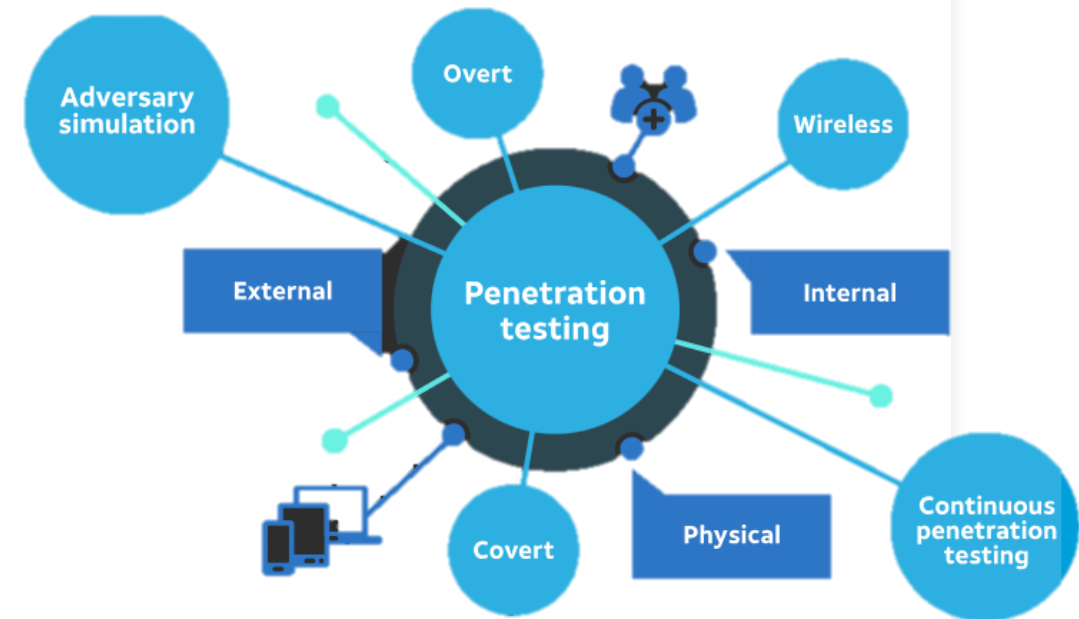 Overt
Adversary
simulation
Wireless
External
Penetration
testing
Internal
Continuous
penetration
testing
Physical
Covert